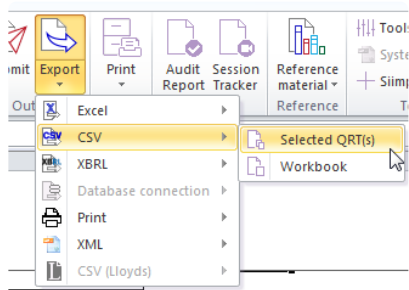 mit Export Print Audit Session Reference Tools
Report Tracker material Syste
Siimp
Out Reference T
Excel
CSV
XBRL
Database connection
Print
XML
CSV (Lloyds)
Selected QRT(s)
Workbook